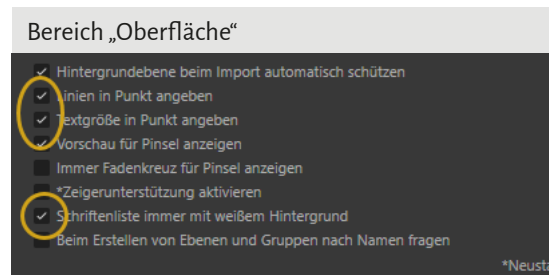 Bereich „Oberfläche“
Hintergrundebene beim Import automatisch schützen
Linien in Punkt angeben
Textgröße in Punkt angeben
Vorschau für Pinsel anzeigen
Immer Fadenkreuz für Pinsel anzeigen
*Zeigerunterstützung aktivieren
Schriftenliste immer mit weißem Hintergrund
Beim Erstellen von Ebenen und Gruppen nach Namen fragen
*Neusta